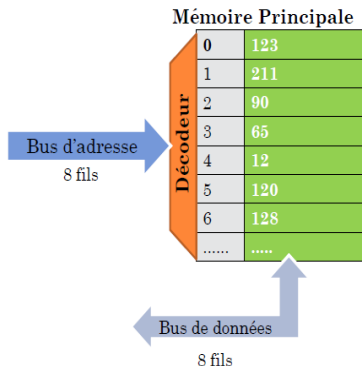 Mémoire Principale
0 123
1 211
2 90
3 65
4 12
5 120
6 128
...... .....
Décodeur
Bus d'adresse
8 fils
Bus de données
8 fils